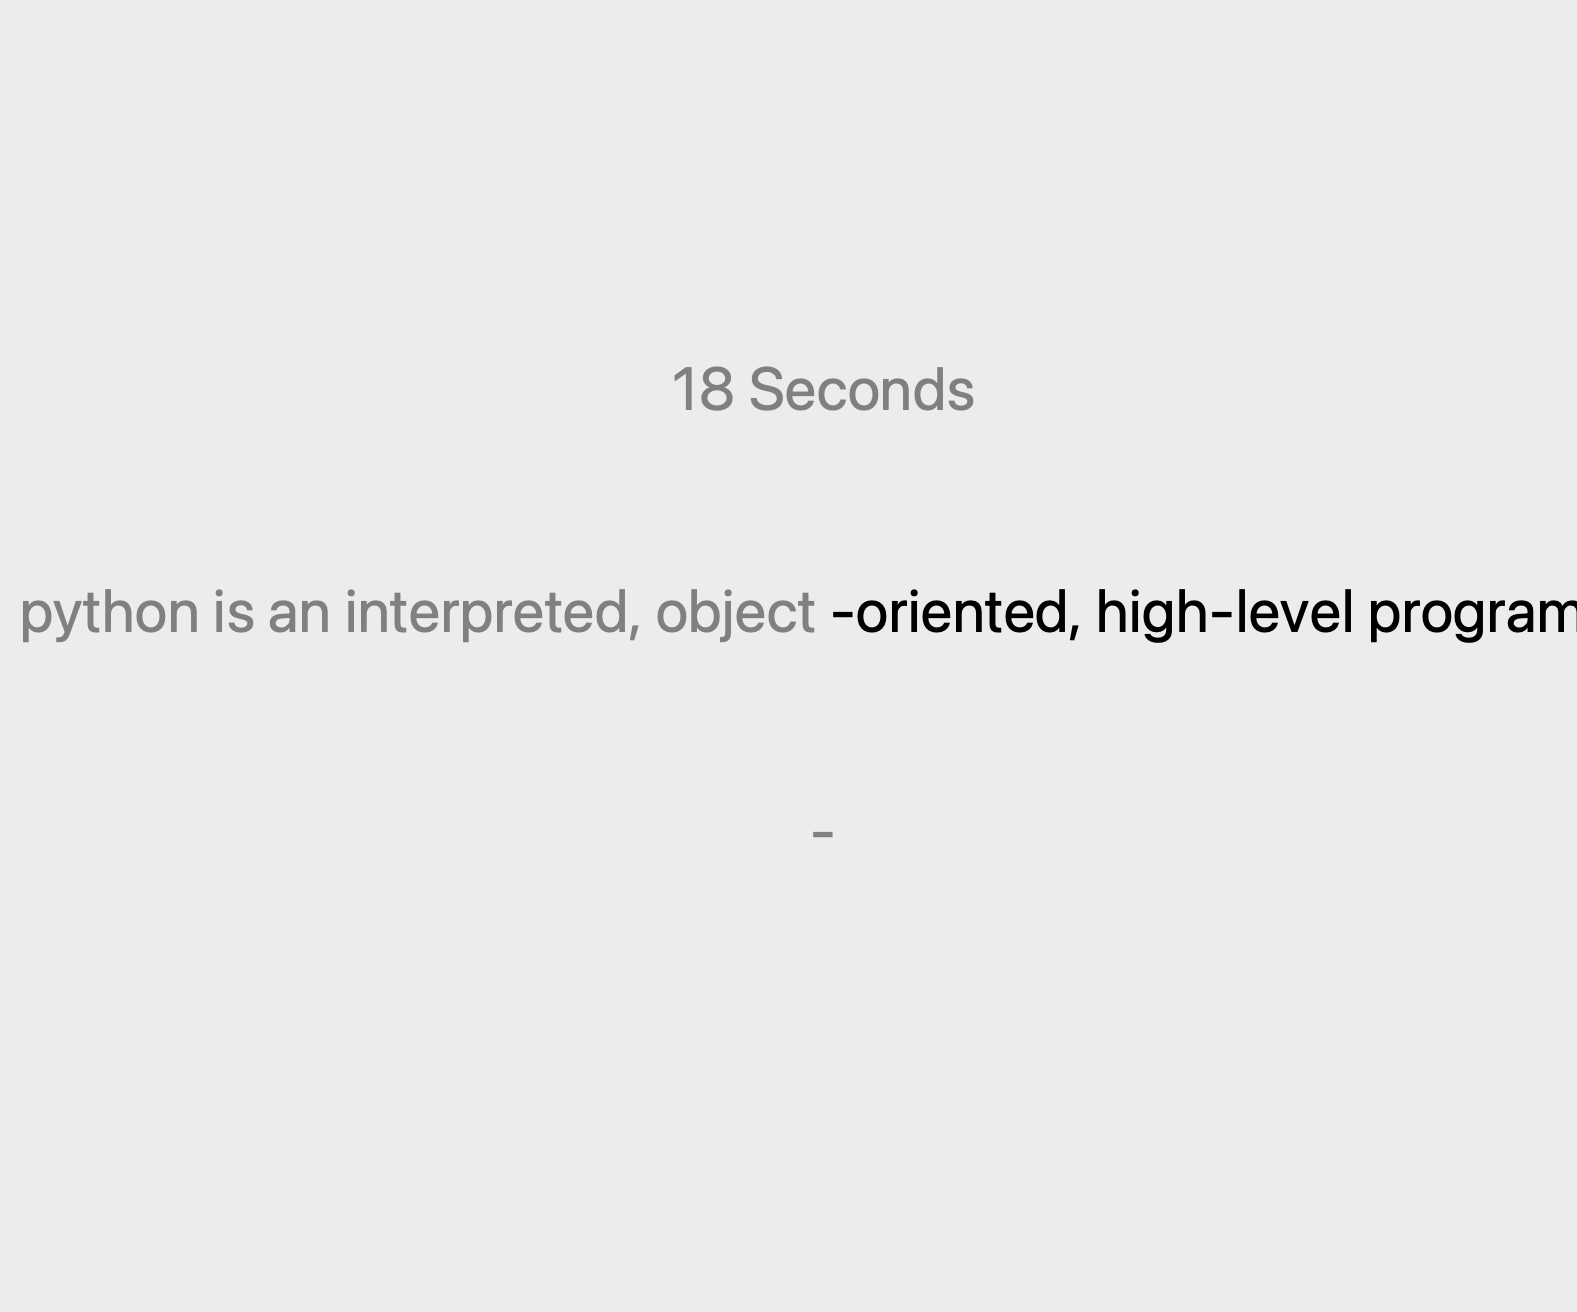 18 Seconds
python is an interpreted, object -oriented, high-level program
-